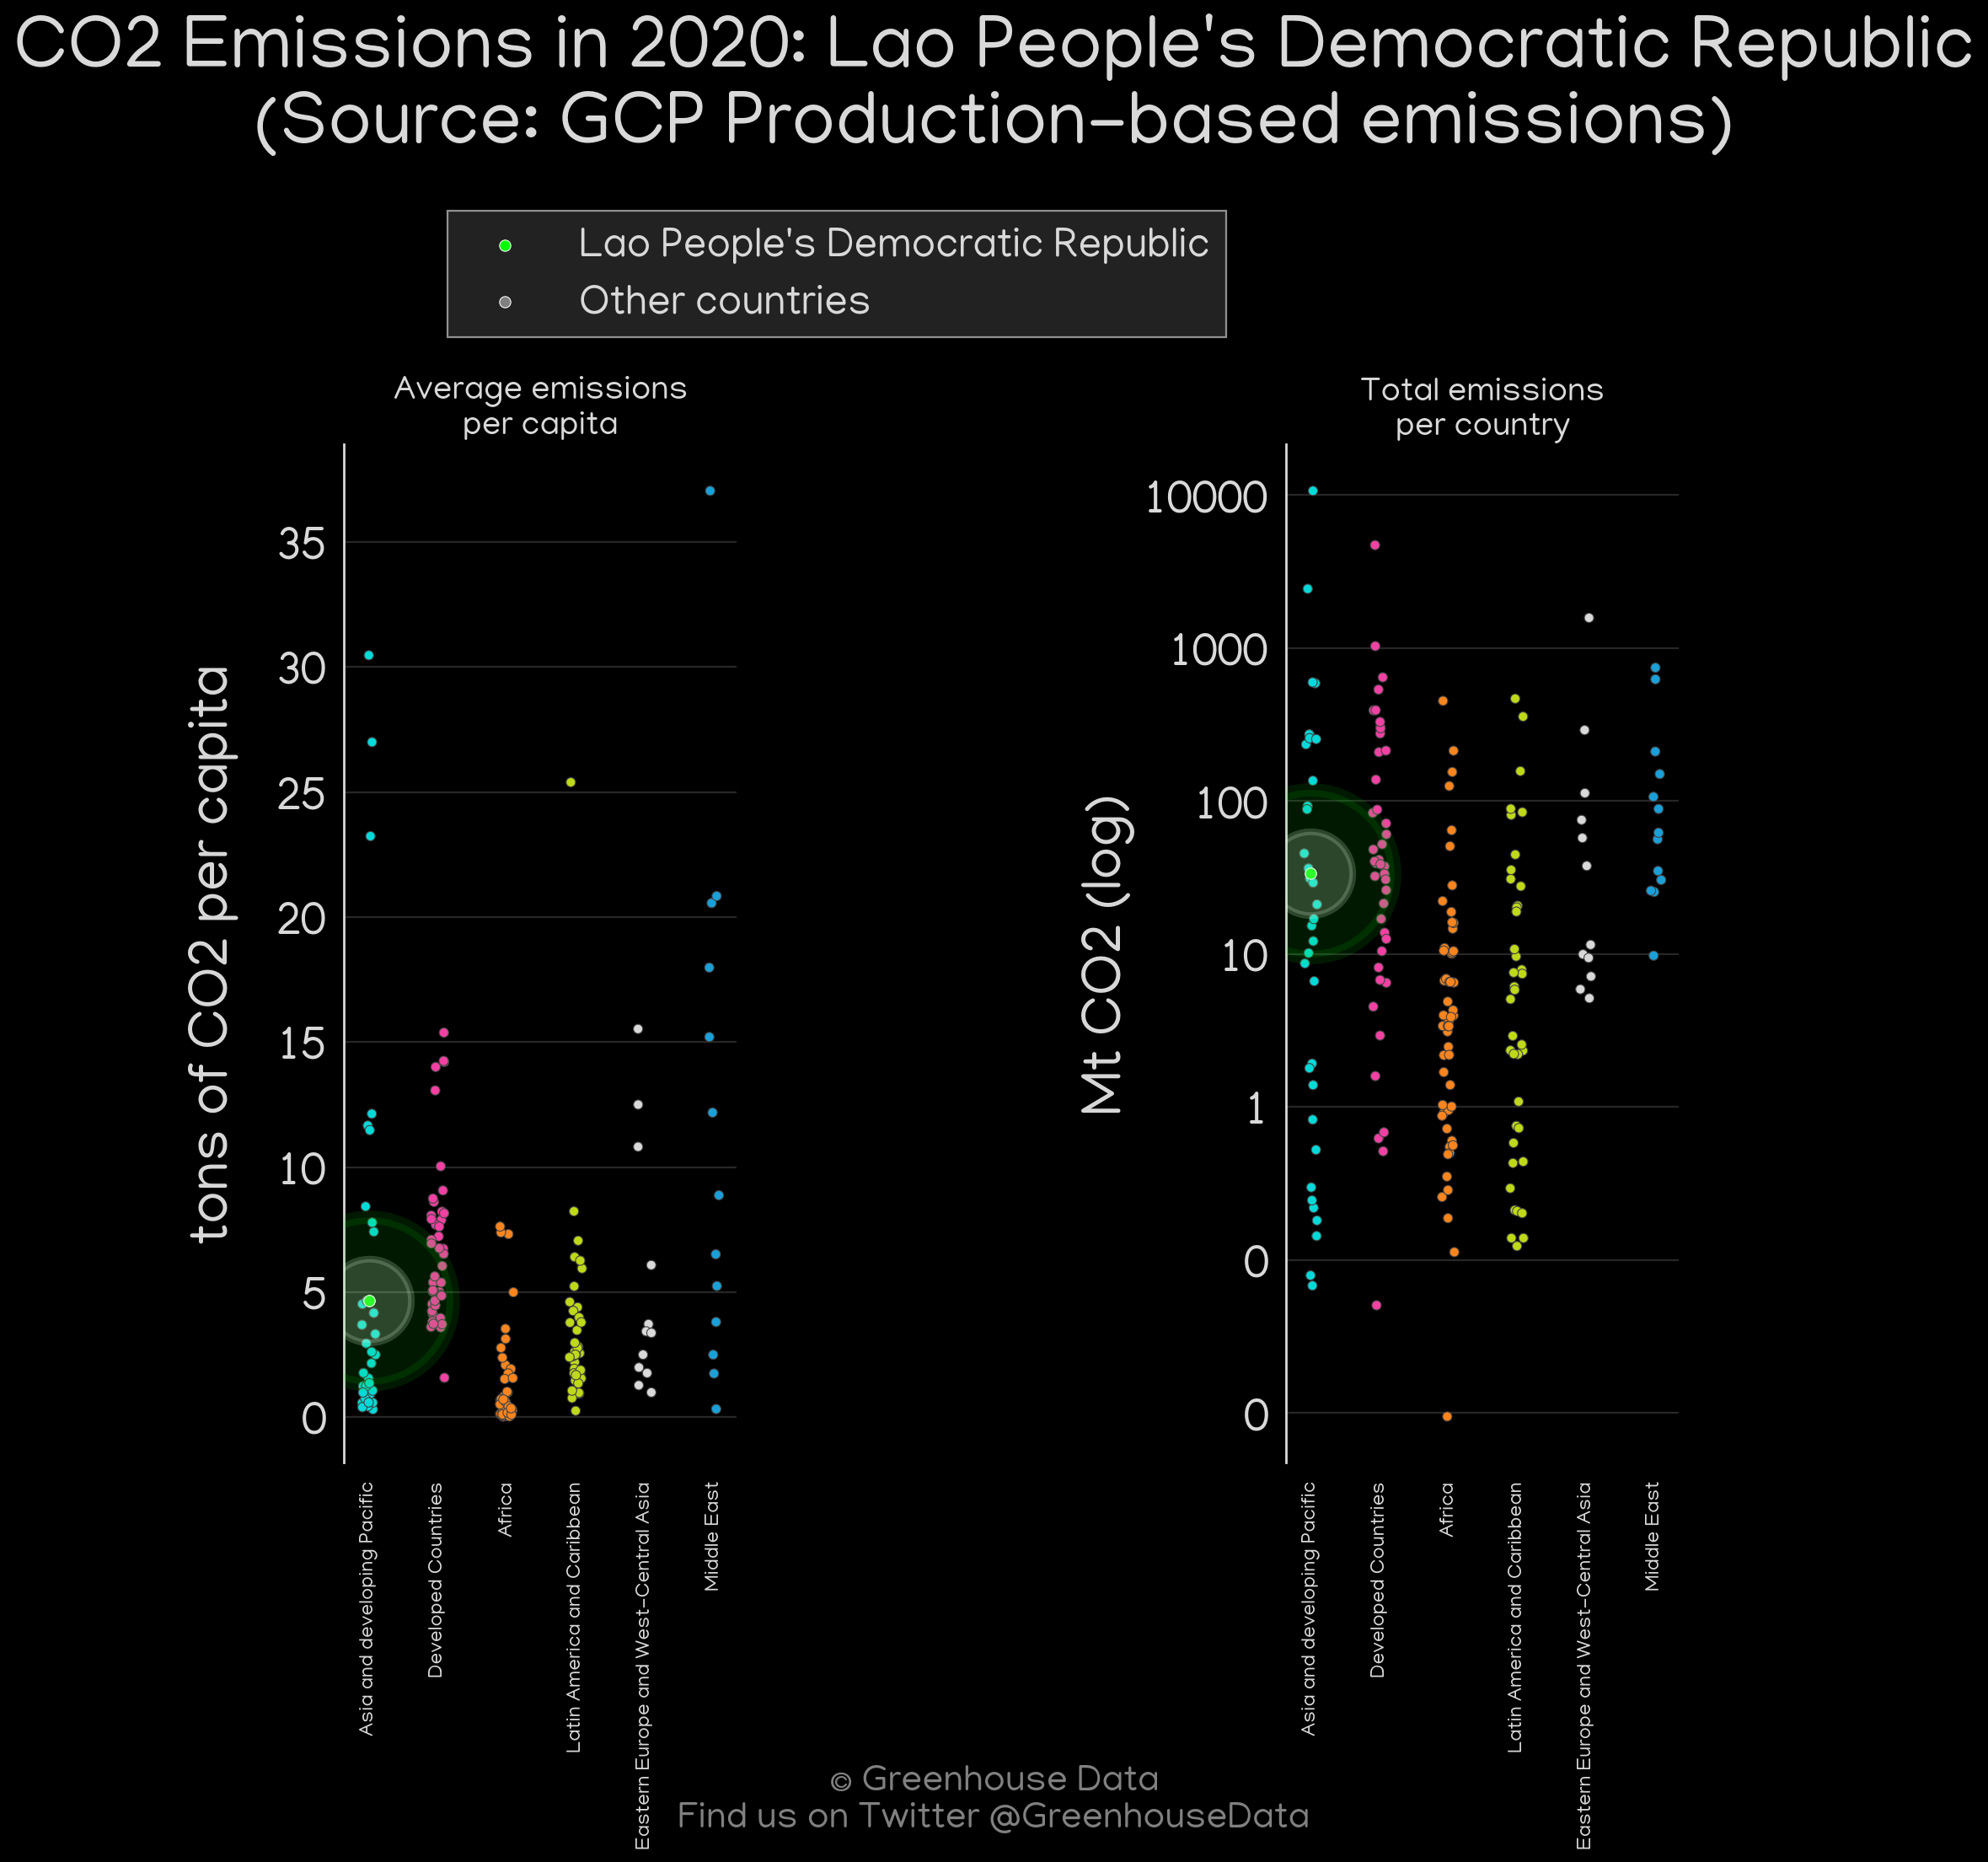 CO2 Emissions in 2020: Lao People's Democratic Republic
(Source: GCP Production-based emissions)
Lao People's Democratic Republic
Other countries
Average emissions
per capita
tons of CO2 per capita
35
30
25
20
15
10
5
0
Asia and developing Pacific
Developed Countries
Africa
Latin America and Caribbean
Eastern Europe and West-Central Asia
Middle East
Total emissions
per country
Mt CO2 (log)
10000
1000
100
10
1
0
0
Asia and developing Pacific
Developed Countries
Africa
Latin America and Caribbean
Eastern Europe and West-Central Asia
Middle East
© Greenhouse Data
Find us on Twitter @GreenhouseData